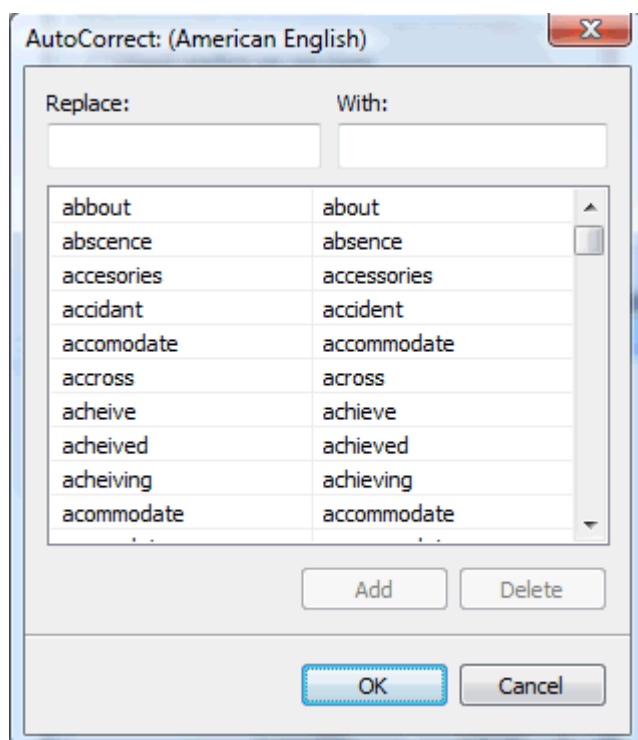 AutoCorrect: (American English)
Replace: With:
abbout about
abscence absence
accesories accessories
accidant accident
accomodate accommodate
accross across
acheive achieve
acheived achieved
acheiving achieving
acommodate accommodate
Add Delete
OK Cancel